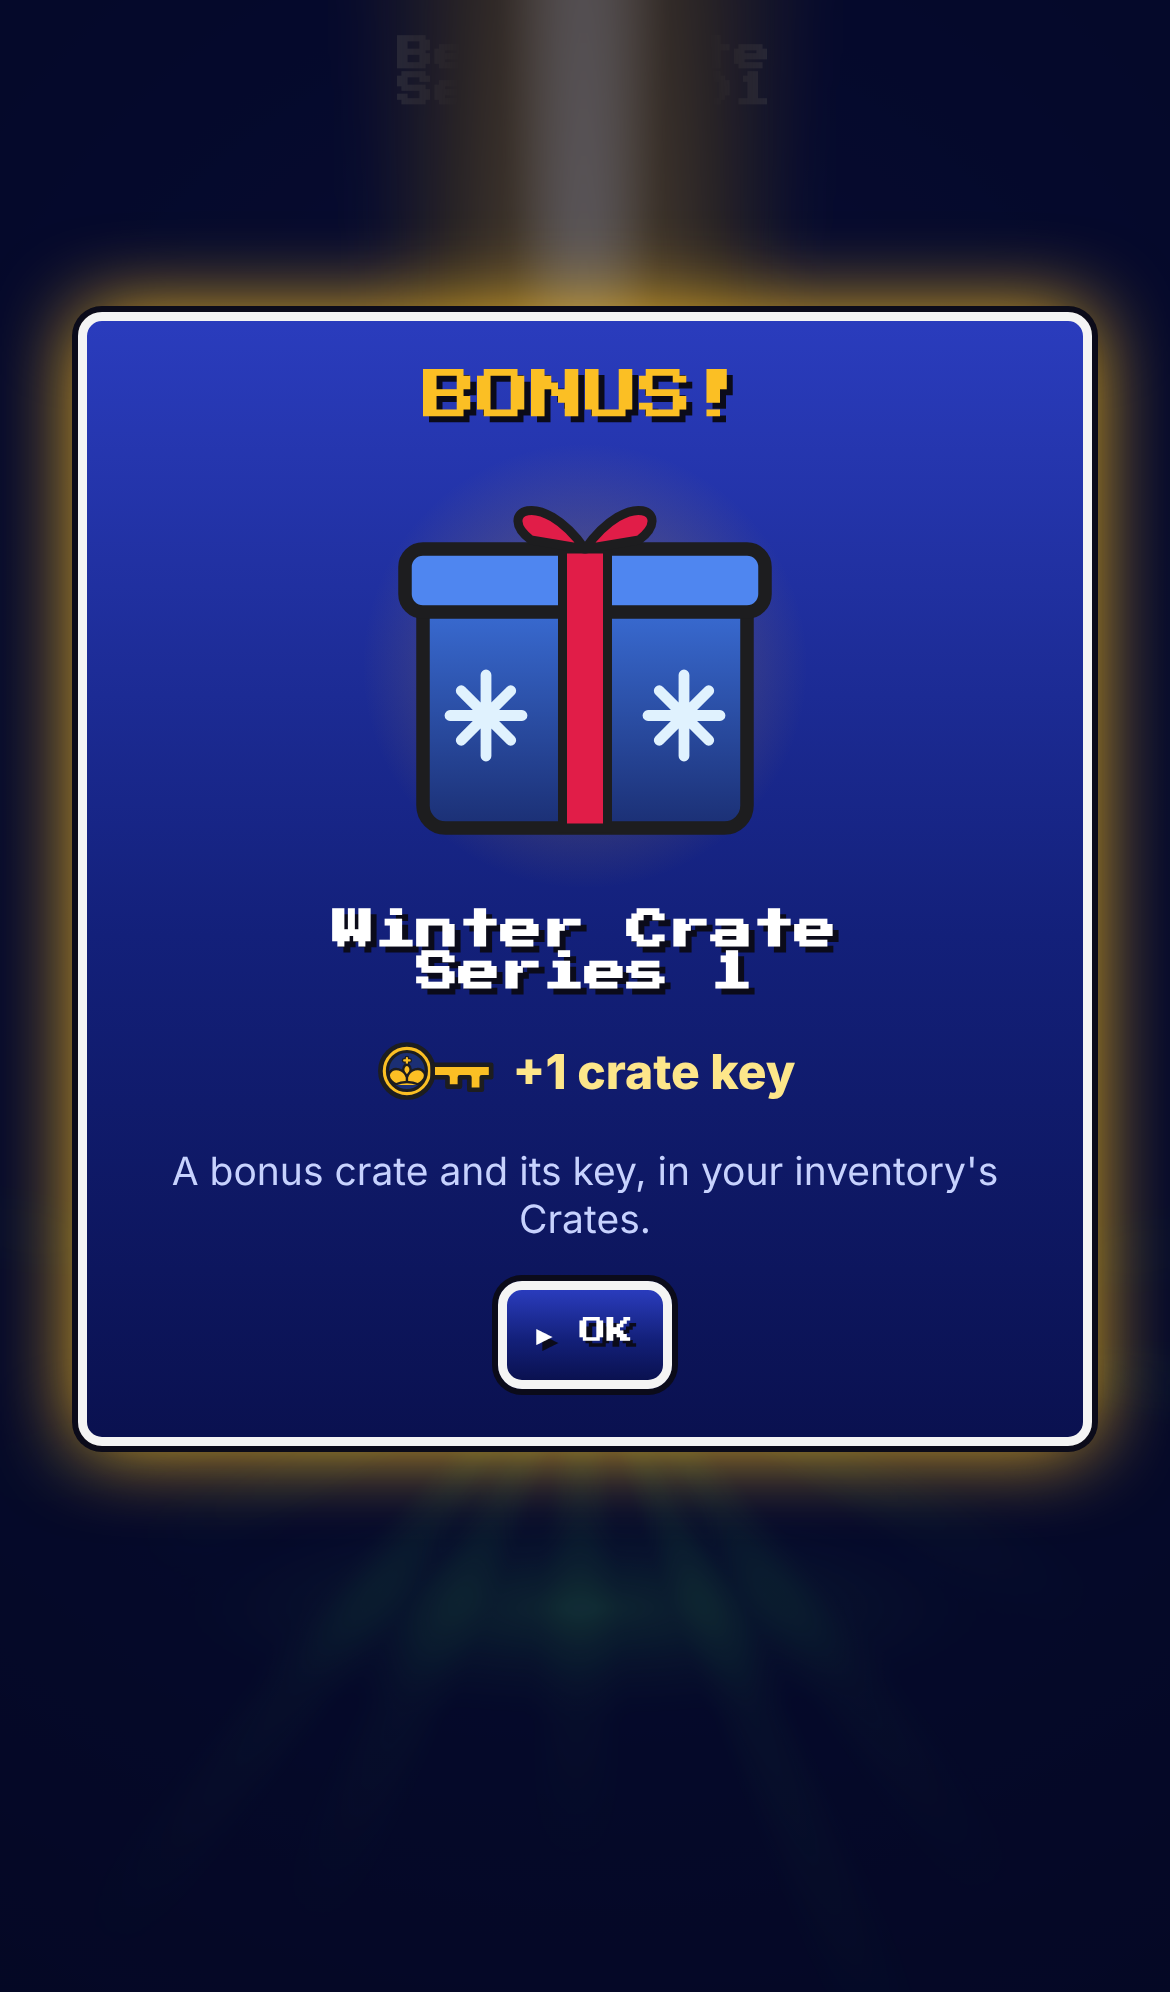 BONUS!
Winter Crate
Series 1
+1 crate key
A bonus crate and its key, in your inventory's
Crates.
▶ OK